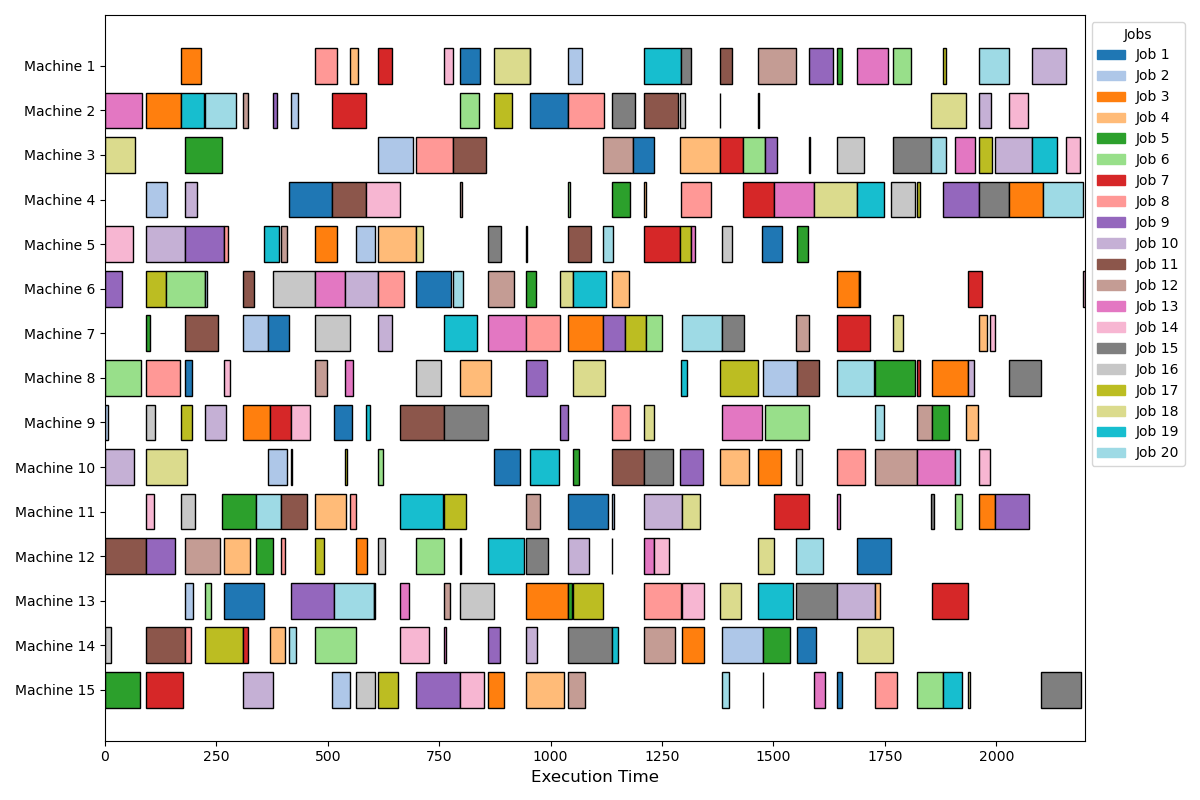 Machine 1
Machine 2
Machine 3
Machine 4
Machine 5
Machine 6
Machine 7
Machine 8
Machine 9
Machine 10
Machine 11
Machine 12
Machine 13
Machine 14
Machine 15
0 250 500 750 1000 1250 1500 1750 2000
Execution Time
Jobs
Job 1
Job 2
Job 3
Job 4
Job 5
Job 6
Job 7
Job 8
Job 9
Job 10
Job 11
Job 12
Job 13
Job 14
Job 15
Job 16
Job 17
Job 18
Job 19
Job 20